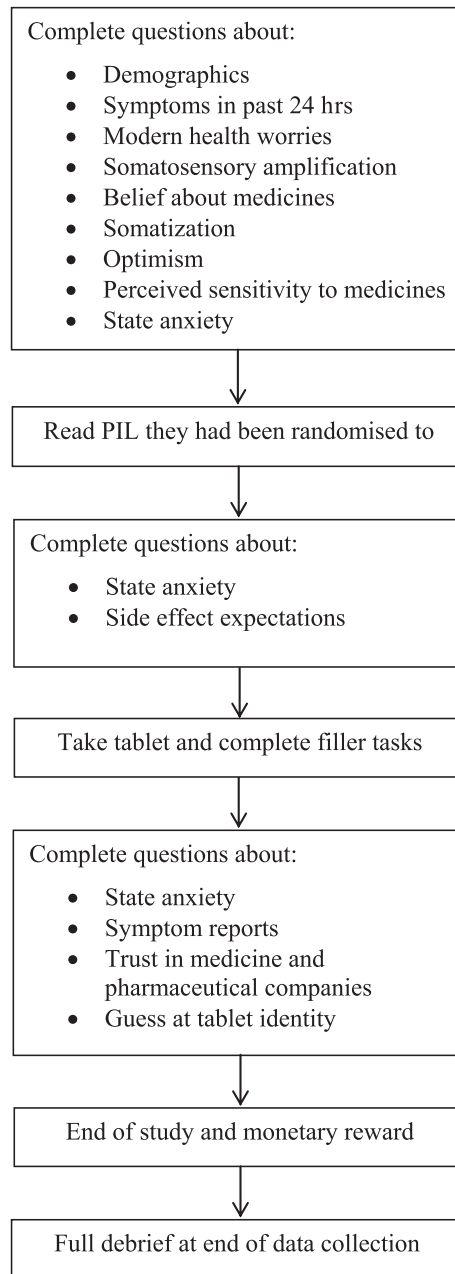 Complete questions about:
• Demographics
• Symptoms in past 24 hrs
• Modern health worries
• Somatosensory amplification
• Belief about medicines
• Somatization
• Optimism
• Perceived sensitivity to medicines
• State anxiety
Read PIL they had been randomised to
Complete questions about:
• State anxiety
• Side effect expectations
Take tablet and complete filler tasks
Complete questions about:
• State anxiety
• Symptom reports
• Trust in medicine and
pharmaceutical companies
• Guess at tablet identity
End of study and monetary reward
Full debrief at end of data collection